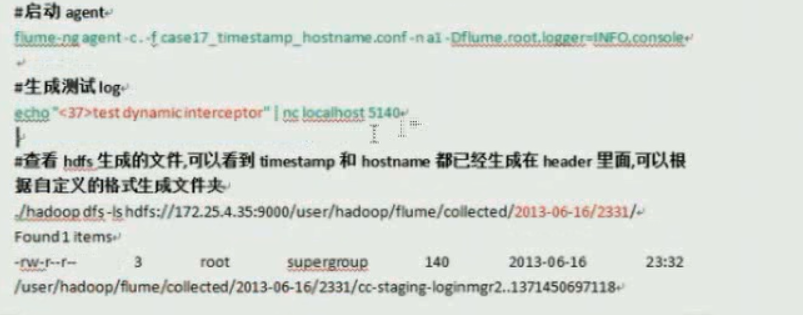 #启动 agent
flume-ng agent -c . -f case17_timestamp_hostname.conf -n a1 -Dflume.root.logger=INFO,console
#生成测试 log
echo "<37>test dynamic interceptor" | nc localhost 5140
#查看 hdfs 生成的文件,可以看到 timestamp 和 hostname 都已经生成在 header 里面,可以根
据自定义的格式生成文件夹
./hadoop dfs -ls hdfs://172.25.4.35:9000/user/hadoop/flume/collected/2013-06-16/2331/
Found 1 items
-rw-r--r-- 3 root supergroup 140 2013-06-16 23:32
/user/hadoop/flume/collected/2013-06-16/2331/cc-staging-loginmgr2..1371450697118